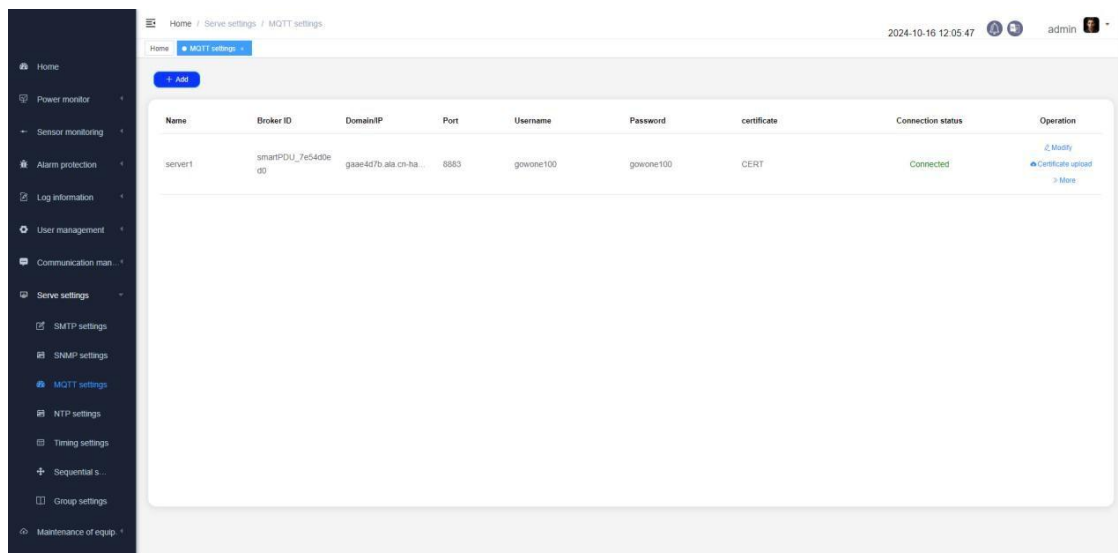 Home / Serve settings / MQTT settings
2024-10-16 12:05:47
admin
Home
MQTT settings ×
Home
Power monitor
Sensor monitoring
Alarm protection
Log information
User management
Communication man...
Serve settings
SMTP settings
SNMP settings
MQTT settings
NTP settings
Timing settings
Sequential s...
Group settings
Maintenance of equip.
+ Add
Name Broker ID Domain/IP Port Username Password certificate Connection status Operation
server1 smartPDU_7e54d0e gaae4d7b.ala.cn-ha... 8883 gowone100 gowone100 CERT Connected Modify
d0 Certificate upload
> More